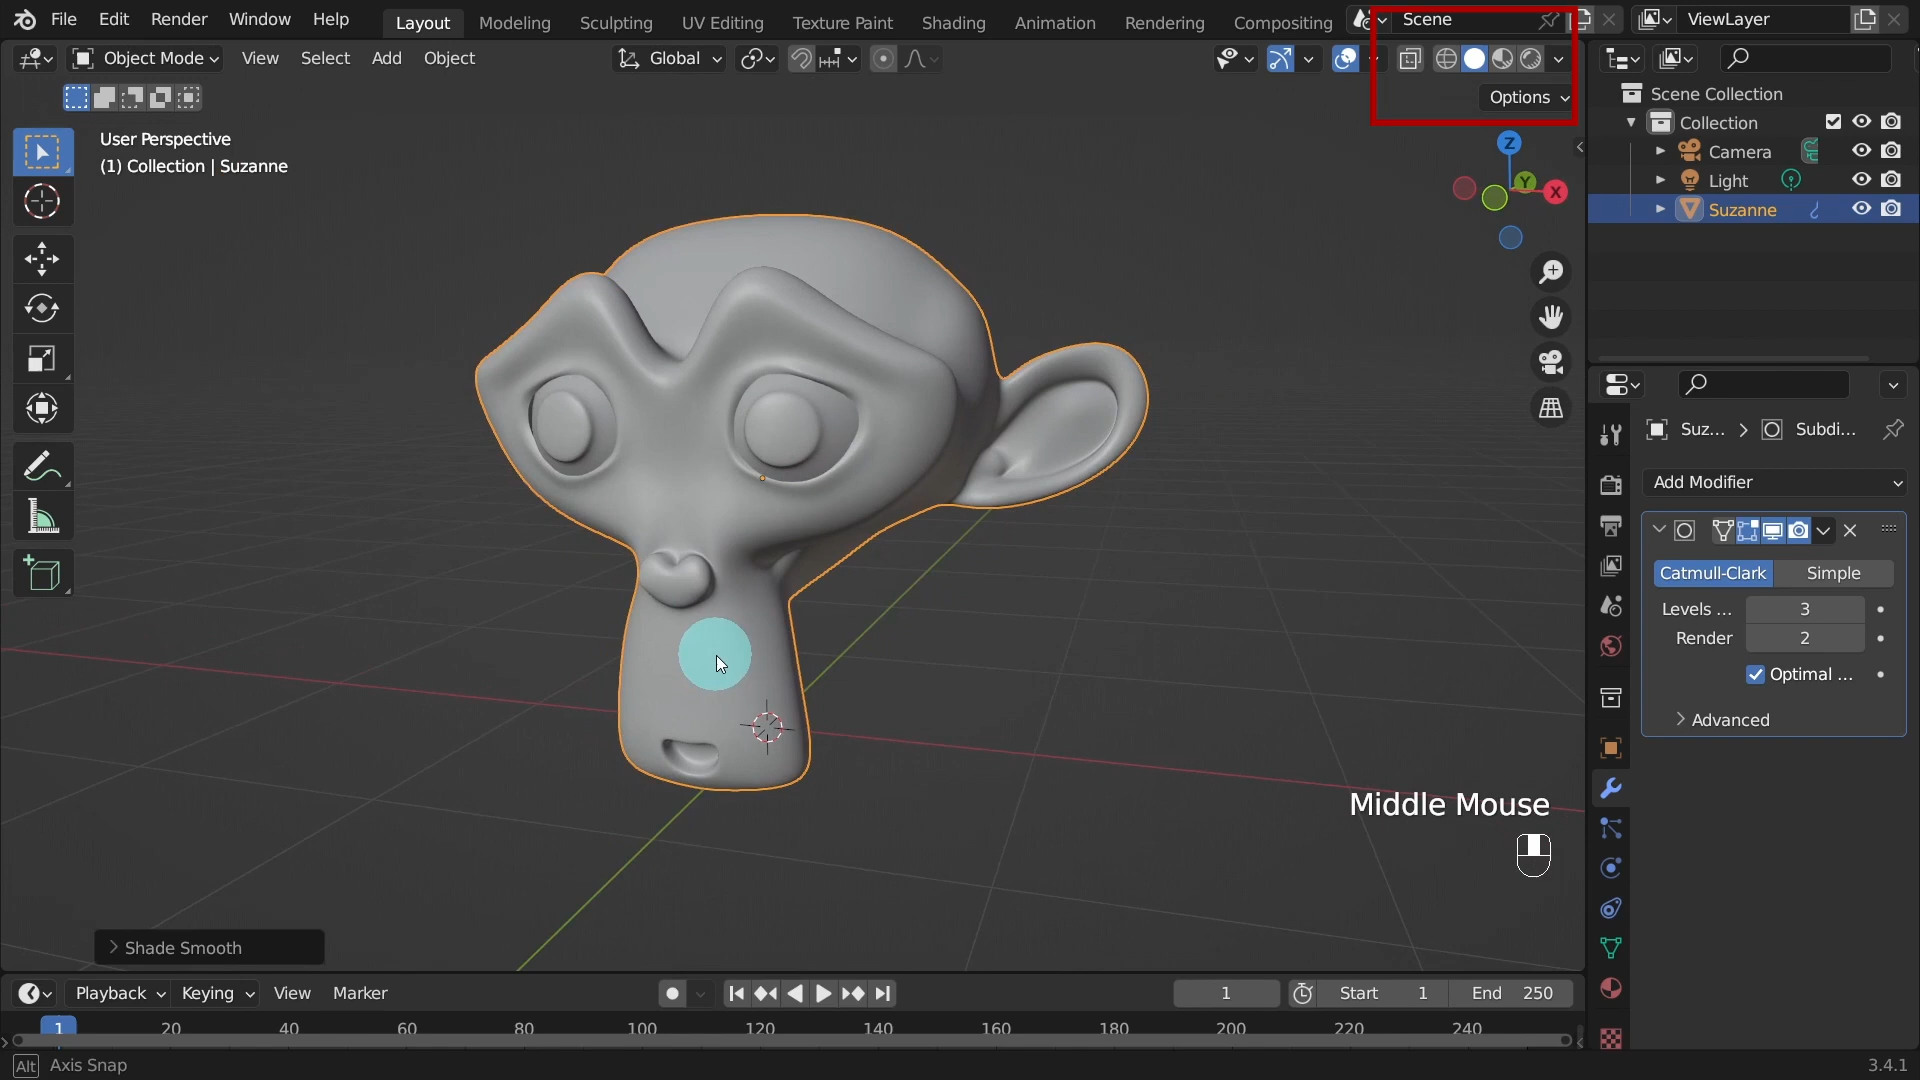 File Edit Render Window Help Layout Modeling Sculpting UV Editing Texture Paint Shading Animation Rendering Compositing Scene ViewLayer
Object Mode View Select Add Object Global
Options
User Perspective
(1) Collection | Suzanne
Z
Y
X
Scene Collection
Collection
Camera
Light
Suzanne
Suz... > Subdi...
Add Modifier
Catmull-Clark Simple
Levels ... 3
Render 2
Optimal ...
Advanced
Middle Mouse
Shade Smooth
Playback Keying View Marker 1 Start 1 End 250
1 20 40 60 80 100 120 140 160 180 200 220 240
Alt Axis Snap 3.4.1